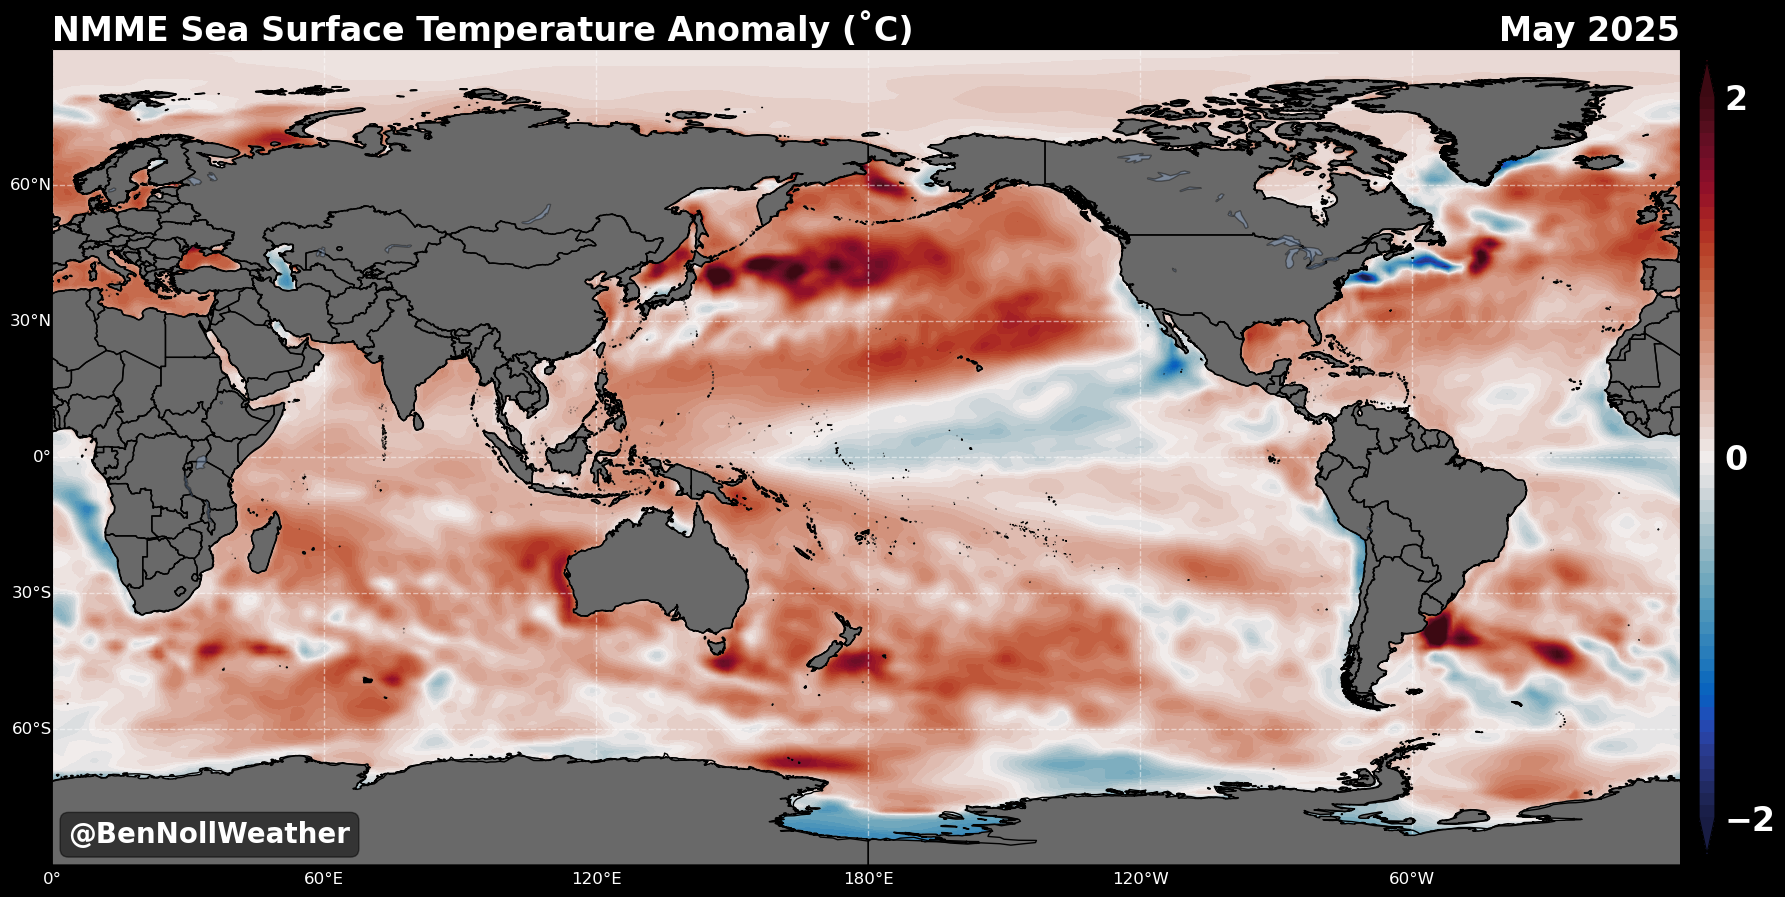 NMME Sea Surface Temperature Anomaly (˚C)
May 2025
2
0
−2
60°N
30°N
0°
30°S
60°S
@BenNollWeather
0°
60°E
120°E
180°E
120°W
60°W